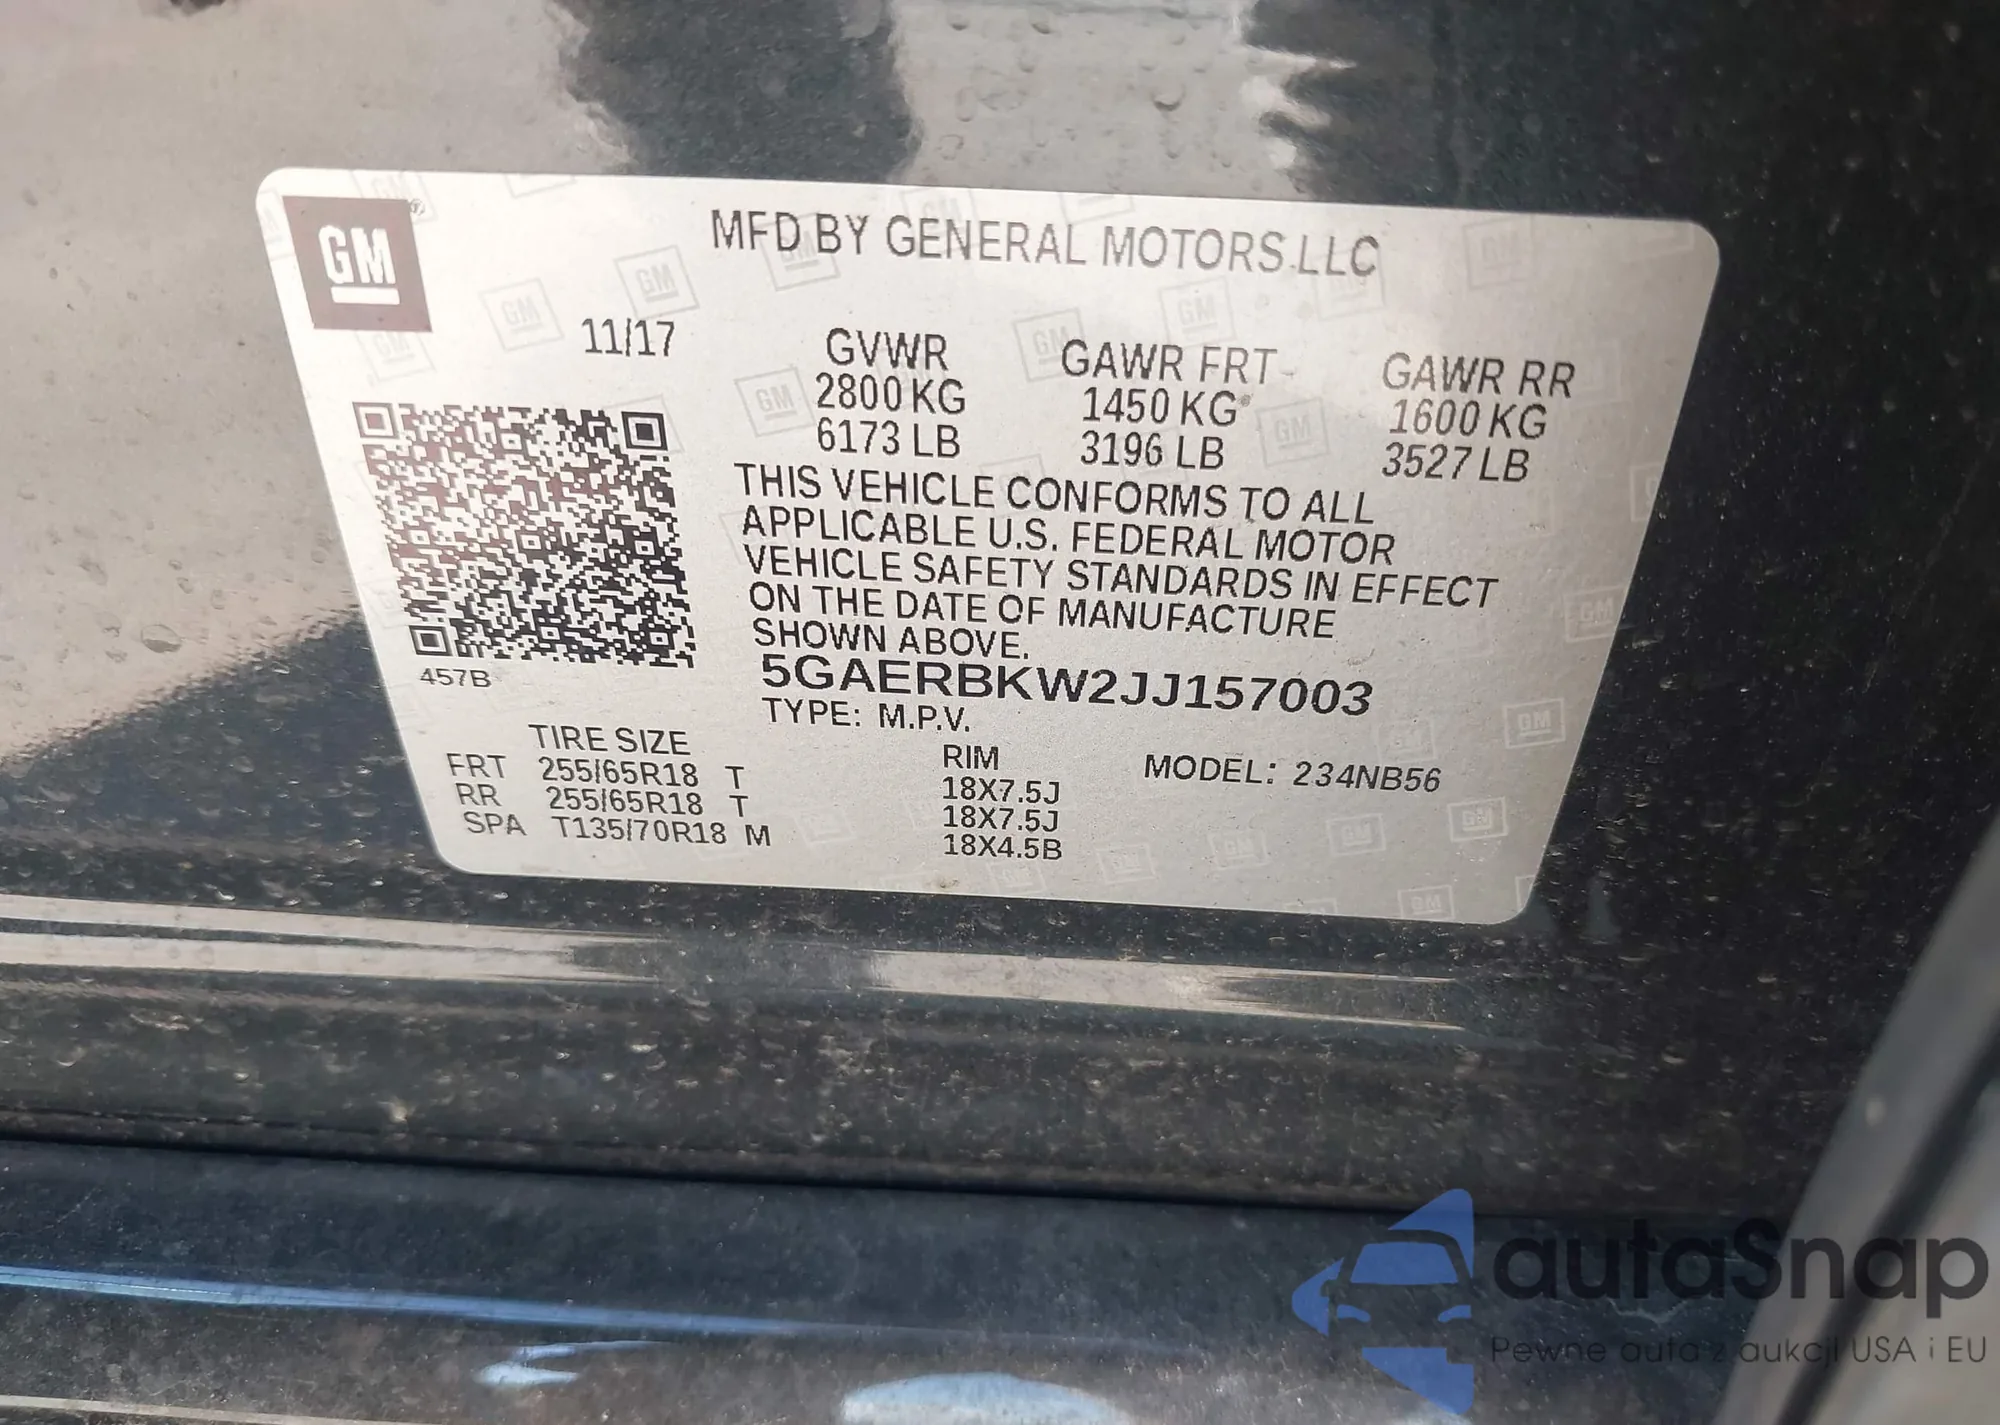 GM
MFD BY GENERAL MOTORS LLC
11/17
GVWR GAWR FRT GAWR RR
2800 KG 1450 KG 1600 KG
6173 LB 3196 LB 3527 LB
THIS VEHICLE CONFORMS TO ALL
APPLICABLE U.S. FEDERAL MOTOR
VEHICLE SAFETY STANDARDS IN EFFECT
ON THE DATE OF MANUFACTURE
SHOWN ABOVE.
457B
5GAERBKW2JJ157003
TYPE: M.P.V.
TIRE SIZE RIM MODEL: 234NB56
FRT 255/65R18 T 18X7.5J
RR 255/65R18 T 18X7.5J
SPA T135/70R18 M 18X4.5B
autaSnap
Pewne auta z aukcji USA i EU